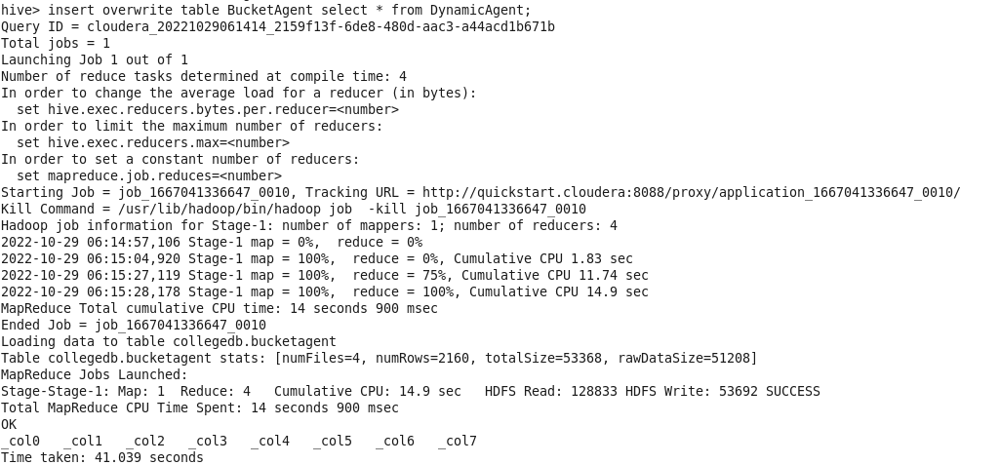 hive> insert overwrite table BucketAgent select * from DynamicAgent;
Query ID = cloudera_20221029061414_2159f13f-6de8-480d-aac3-a44acd1b671b
Total jobs = 1
Launching Job 1 out of 1
Number of reduce tasks determined at compile time: 4
In order to change the average load for a reducer (in bytes):
  set hive.exec.reducers.bytes.per.reducer=<number>
In order to limit the maximum number of reducers:
  set hive.exec.reducers.max=<number>
In order to set a constant number of reducers:
  set mapreduce.job.reduces=<number>
Starting Job = job_1667041336647_0010, Tracking URL = http://quickstart.cloudera:8088/proxy/application_1667041336647_0010/
Kill Command = /usr/lib/hadoop/bin/hadoop job  -kill job_1667041336647_0010
Hadoop job information for Stage-1: number of mappers: 1; number of reducers: 4
2022-10-29 06:14:57,106 Stage-1 map = 0%,  reduce = 0%
2022-10-29 06:15:04,920 Stage-1 map = 100%,  reduce = 0%, Cumulative CPU 1.83 sec
2022-10-29 06:15:27,119 Stage-1 map = 100%,  reduce = 75%, Cumulative CPU 11.74 sec
2022-10-29 06:15:28,178 Stage-1 map = 100%,  reduce = 100%, Cumulative CPU 14.9 sec
MapReduce Total cumulative CPU time: 14 seconds 900 msec
Ended Job = job_1667041336647_0010
Loading data to table collegedb.bucketagent
Table collegedb.bucketagent stats: [numFiles=4, numRows=2160, totalSize=53368, rawDataSize=51208]
MapReduce Jobs Launched:
Stage-Stage-1: Map: 1  Reduce: 4   Cumulative CPU: 14.9 sec   HDFS Read: 128833 HDFS Write: 53692 SUCCESS
Total MapReduce CPU Time Spent: 14 seconds 900 msec
OK
_col0   _col1   _col2   _col3   _col4   _col5   _col6   _col7
Time taken: 41.039 seconds